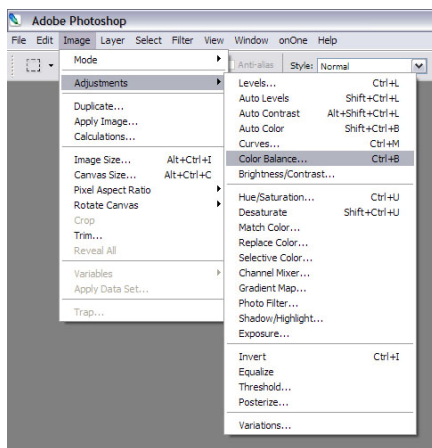 Adobe Photoshop
File Edit Image Layer Select Filter View Window onOne Help
Anti-alias Style: Normal
Mode
Adjustments
Duplicate...
Apply Image...
Calculations...
Image Size... Alt+Ctrl+I
Canvas Size... Alt+Ctrl+C
Pixel Aspect Ratio
Rotate Canvas
Crop
Trim...
Reveal All
Variables
Apply Data Set...
Trap...
Levels... Ctrl+L
Auto Levels Shift+Ctrl+L
Auto Contrast Alt+Shift+Ctrl+L
Auto Color Shift+Ctrl+B
Curves... Ctrl+M
Color Balance... Ctrl+B
Brightness/Contrast...
Hue/Saturation... Ctrl+U
Desaturate Shift+Ctrl+U
Match Color...
Replace Color...
Selective Color...
Channel Mixer...
Gradient Map...
Photo Filter...
Shadow/Highlight...
Exposure...
Invert Ctrl+I
Equalize
Threshold...
Posterize...
Variations...